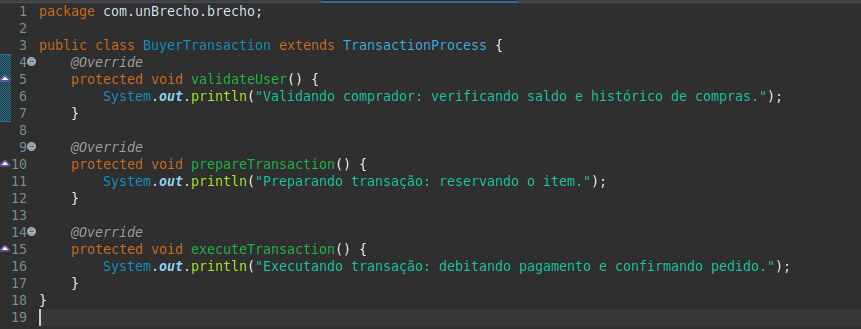 1 package com.unBrecho.brecho;
2
3 public class BuyerTransaction extends TransactionProcess {
4     @Override
5     protected void validateUser() {
6         System.out.println("Validando comprador: verificando saldo e histórico de compras.");
7     }
8
9     @Override
10     protected void prepareTransaction() {
11         System.out.println("Preparando transação: reservando o item.");
12     }
13
14     @Override
15     protected void executeTransaction() {
16         System.out.println("Executando transação: debitando pagamento e confirmando pedido.");
17     }
18 }
19